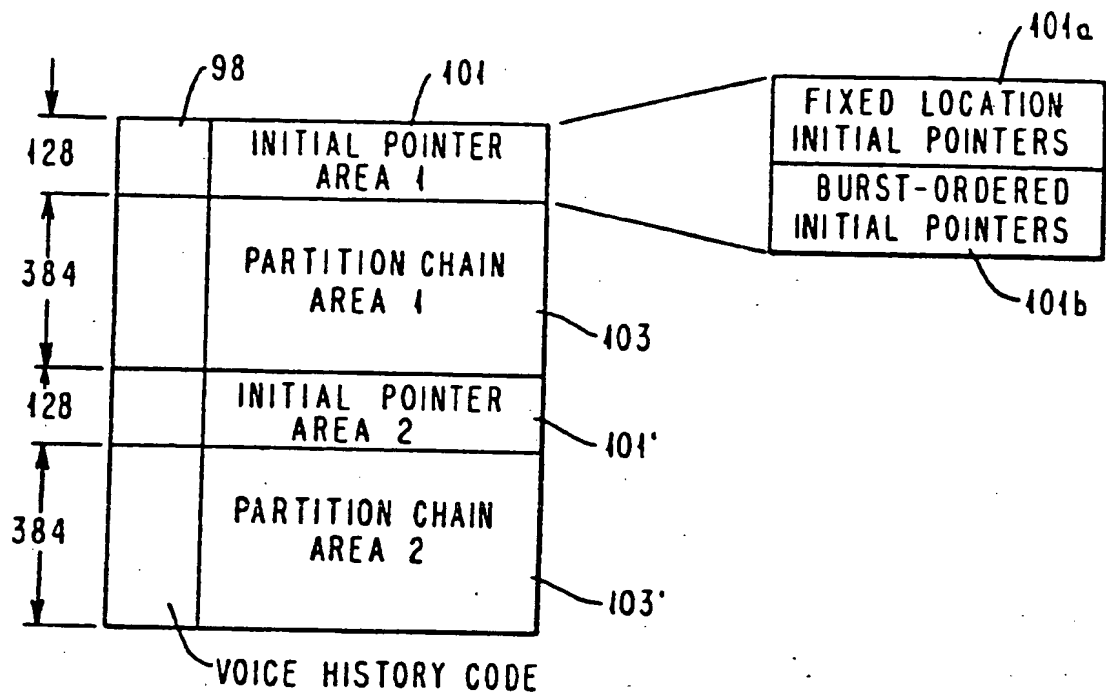 98
101
101a
128
INITIAL POINTER
AREA 1
FIXED LOCATION
INITIAL POINTERS
BURST-ORDERED
INITIAL POINTERS
101b
384
PARTITION CHAIN
AREA 1
103
128
INITIAL POINTER
AREA 2
101'
384
PARTITION CHAIN
AREA 2
103'
VOICE HISTORY CODE